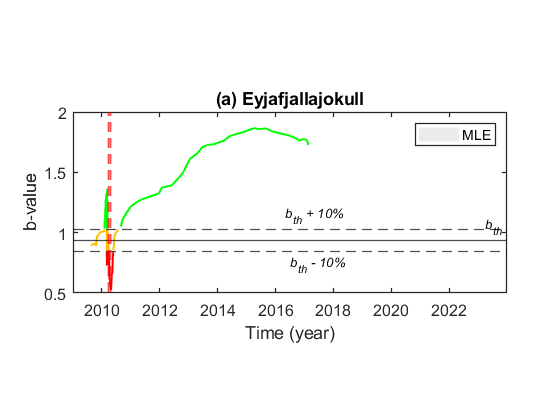 (a) Eyjafjallajokull
2
MLE
1.5
b-value
b_th + 10%
b_th
1
b_th - 10%
0.5
2010 2012 2014 2016 2018 2020 2022
Time (year)